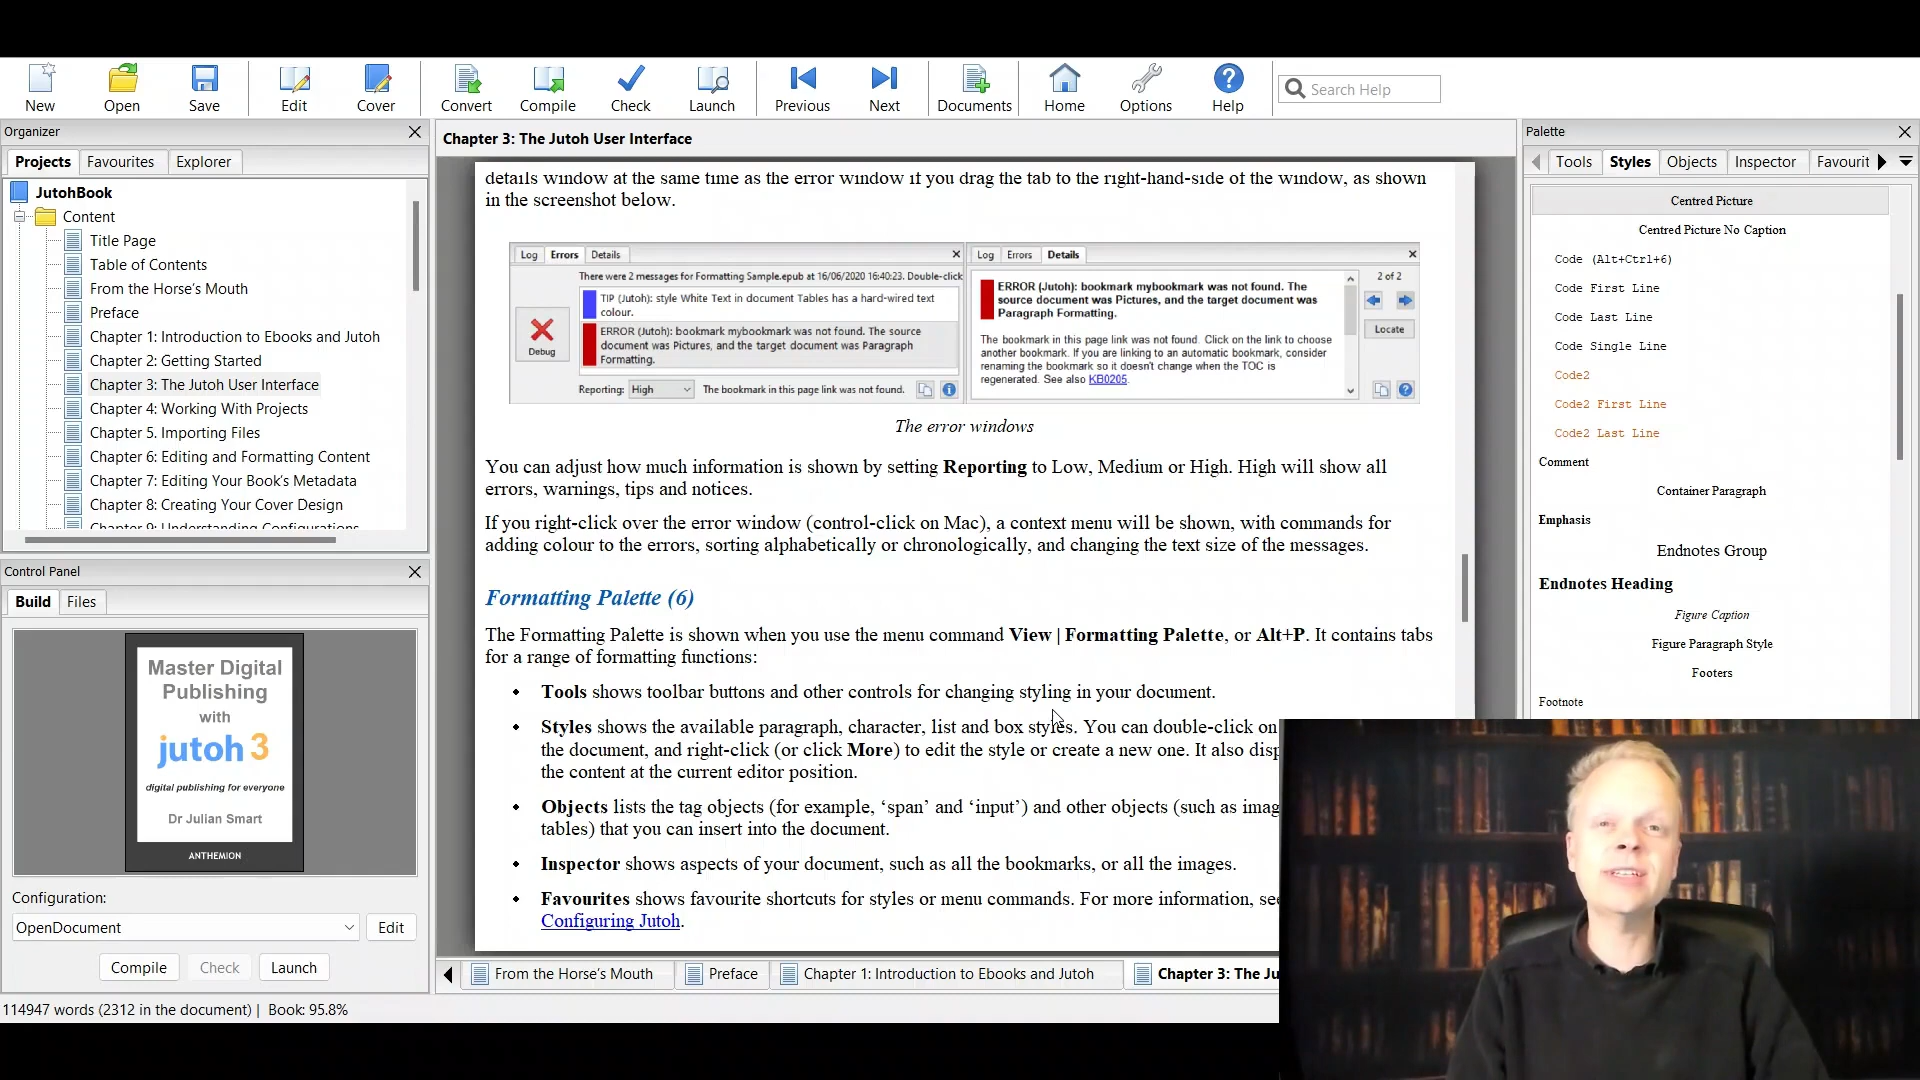 New Open Save Edit Cover Convert Compile Check Launch Previous Next Documents Home Options Help Search Help
Organizer
Projects Favourites Explorer
JutohBook
Content
Title Page
Table of Contents
From the Horse's Mouth
Preface
Chapter 1: Introduction to Ebooks and Jutoh
Chapter 2: Getting Started
Chapter 3: The Jutoh User Interface
Chapter 4: Working With Projects
Chapter 5. Importing Files
Chapter 6: Editing and Formatting Content
Chapter 7: Editing Your Book's Metadata
Chapter 8: Creating Your Cover Design
Chapter 9: Understanding Configurations
Control Panel
Build Files
Master Digital
Publishing
with
jutoh 3
digital publishing for everyone
Dr Julian Smart
ANTHEMION
Configuration:
OpenDocument Edit
Compile Check Launch
114947 words (2312 in the document) | Book: 95.8%
Chapter 3: The Jutoh User Interface
details window at the same time as the error window if you drag the tab to the right-hand-side of the window, as shown
in the screenshot below.
Log Errors Details
There were 2 messages for Formatting Sample.epub at 16/06/2020 16:40:23. Double-click
TIP (Jutoh): style White Text in document Tables has a hard-wired text
colour.
ERROR (Jutoh): bookmark mybookmark was not found. The source
document was Pictures, and the target document was Paragraph
Formatting.
Debug
Reporting: High The bookmark in this page link was not found.
Log Errors Details
ERROR (Jutoh): bookmark mybookmark was not found. The
source document was Pictures, and the target document was
Paragraph Formatting.
The bookmark in this page link was not found. Click on the link to choose
another bookmark. If you are linking to an automatic bookmark, consider
renaming the bookmark so it doesn't change when the TOC is
regenerated. See also KB0205.
2 of 2
Locate
The error windows
You can adjust how much information is shown by setting Reporting to Low, Medium or High. High will show all
errors, warnings, tips and notices.
If you right-click over the error window (control-click on Mac), a context menu will be shown, with commands for
adding colour to the errors, sorting alphabetically or chronologically, and changing the text size of the messages.
Formatting Palette (6)
The Formatting Palette is shown when you use the menu command View | Formatting Palette, or Alt+P. It contains tabs
for a range of formatting functions:
• Tools shows toolbar buttons and other controls for changing styling in your document.
• Styles shows the available paragraph, character, list and box styles. You can double-click on
the document, and right-click (or click More) to edit the style or create a new one. It also disp
the content at the current editor position.
• Objects lists the tag objects (for example, ‘span’ and ‘input’) and other objects (such as imag
tables) that you can insert into the document.
• Inspector shows aspects of your document, such as all the bookmarks, or all the images.
• Favourites shows favourite shortcuts for styles or menu commands. For more information, see
Configuring Jutoh.
From the Horse's Mouth Preface Chapter 1: Introduction to Ebooks and Jutoh Chapter 3: The Ju
Palette
Tools Styles Objects Inspector Favourit
Centred Picture
Centred Picture No Caption
Code (Alt+Ctrl+6)
Code First Line
Code Last Line
Code Single Line
Code2
Code2 First Line
Code2 Last Line
Comment
Container Paragraph
Emphasis
Endnotes Group
Endnotes Heading
Figure Caption
Figure Paragraph Style
Footers
Footnote